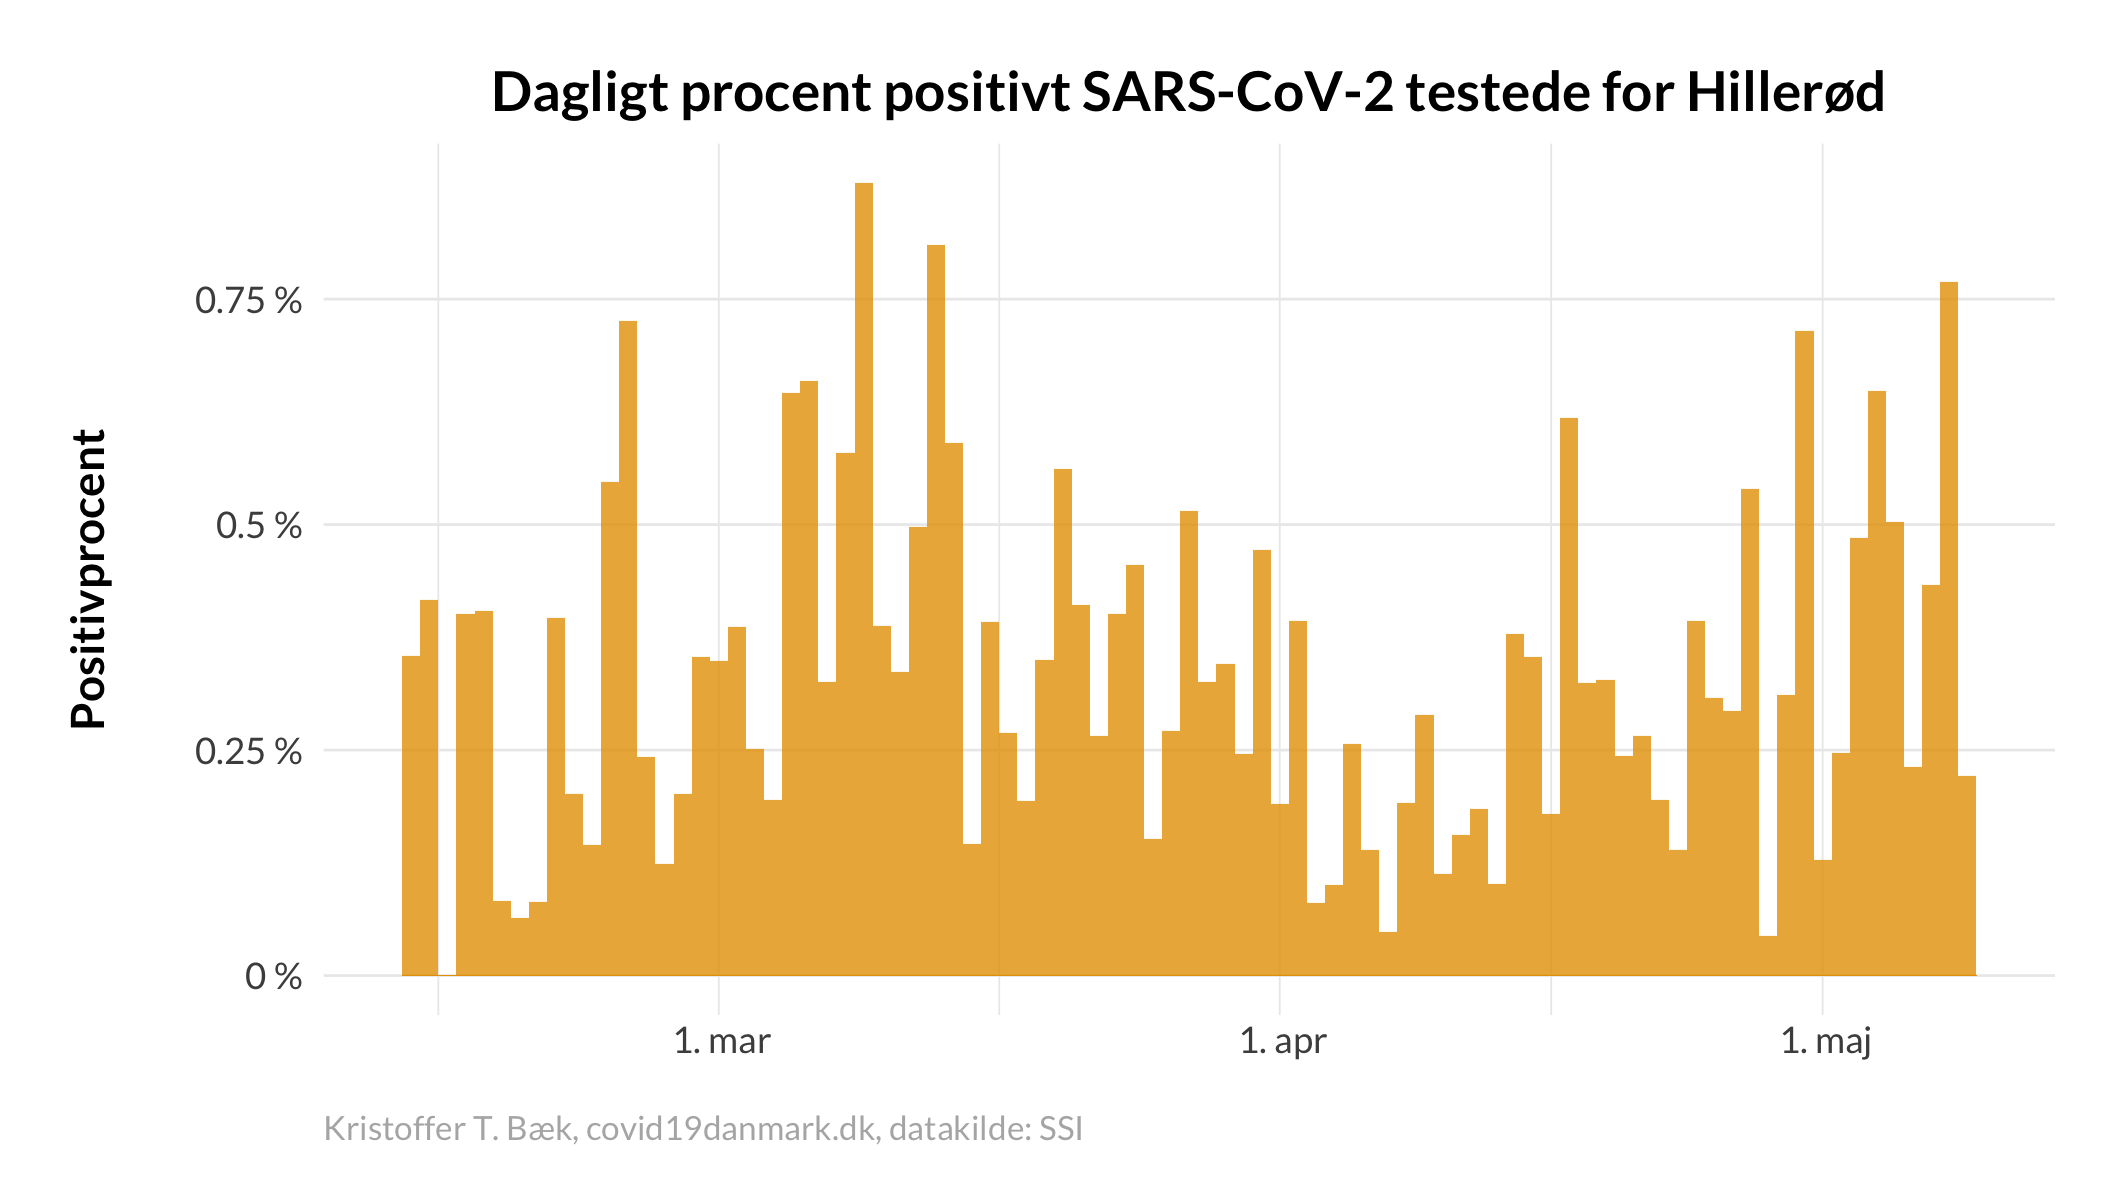 Dagligt procent positivt SARS-CoV-2 testede for Hillerød
Positivprocent
0.75 %
0.5 %
0.25 %
0 %
1. mar
1. apr
1. maj
Kristoffer T. Bæk, covid19danmark.dk, datakilde: SSI